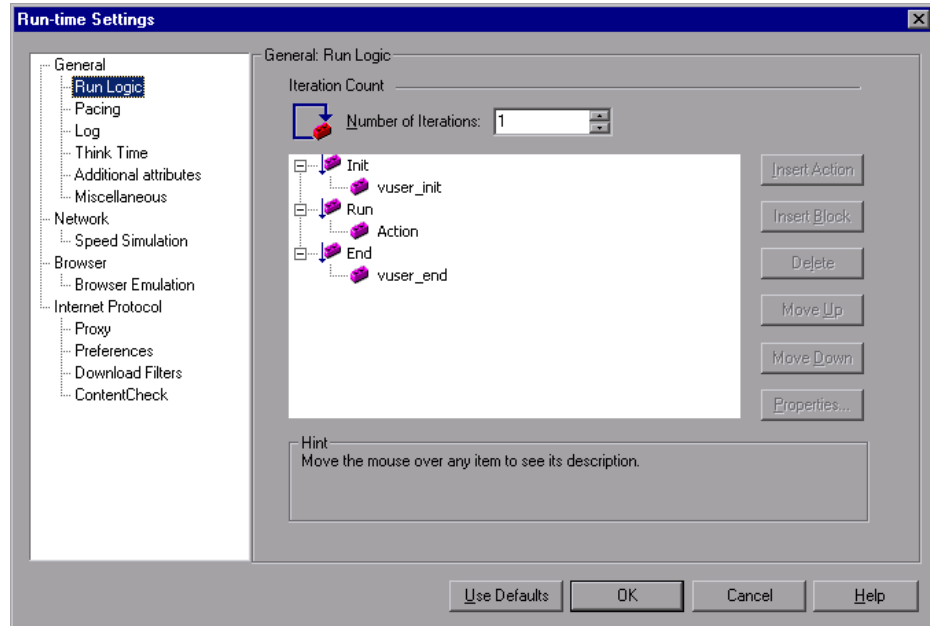 Run-time Settings
General
Run Logic
Pacing
Log
Think Time
Additional attributes
Miscellaneous
Network
Speed Simulation
Browser
Browser Emulation
Internet Protocol
Proxy
Preferences
Download Filters
ContentCheck
General: Run Logic
Iteration Count
Number of Iterations: 1
Init
vuser_init
Run
Action
End
vuser_end
Insert Action
Insert Block
Delete
Move Up
Move Down
Properties...
Hint
Move the mouse over any item to see its description.
Use Defaults OK Cancel Help